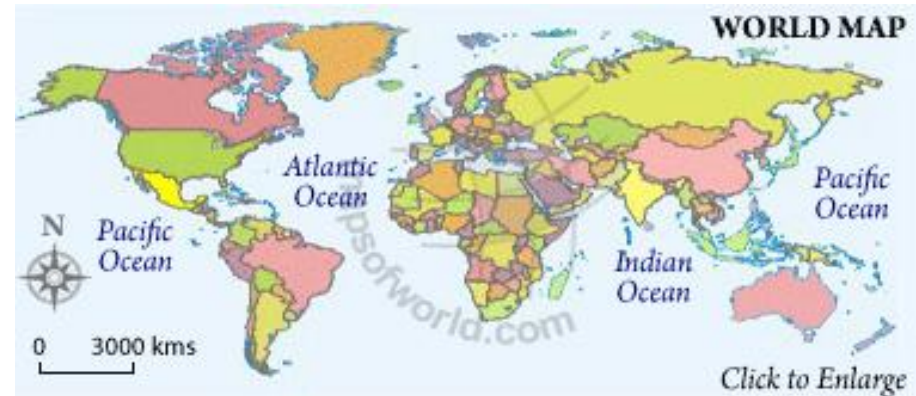 WORLD MAP
Atlantic
Ocean
Pacific
Ocean
Pacific
Ocean
Indian
Ocean
N
0 3000 kms
mapsofworld.com
Click to Enlarge